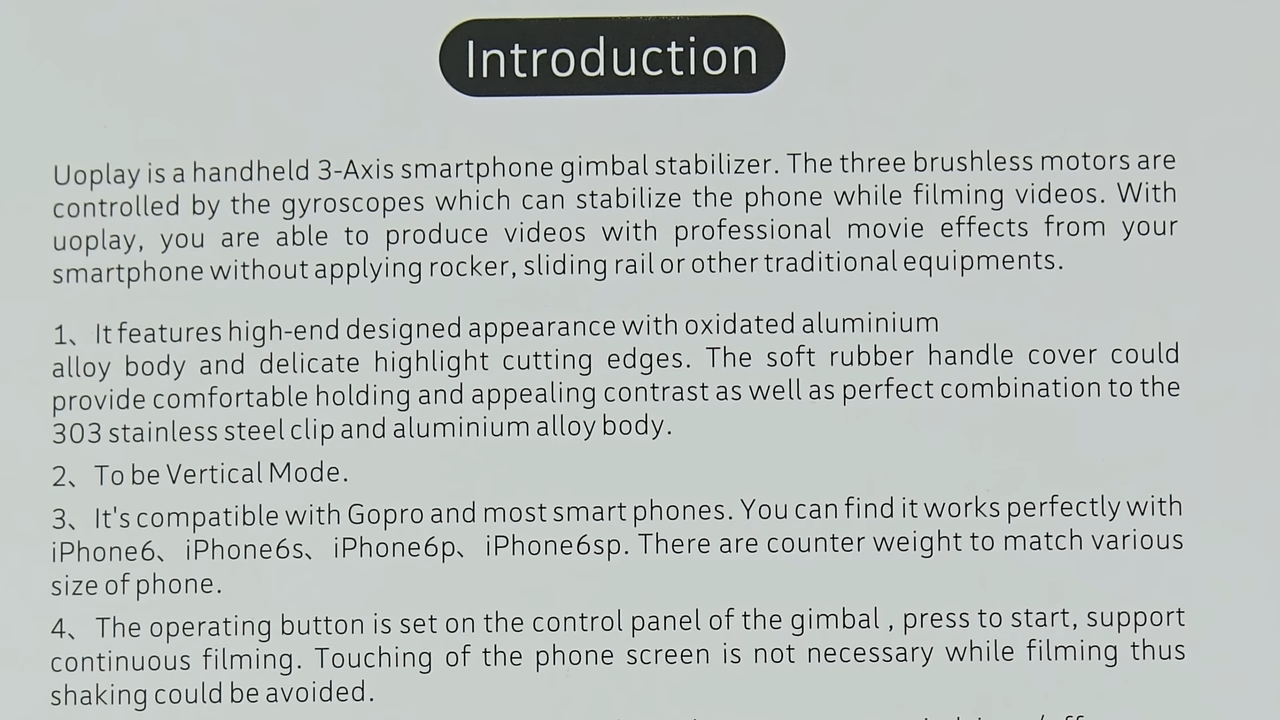 Introduction
Uoplay is a handheld 3-Axis smartphone gimbal stabilizer. The three brushless motors are
controlled by the gyroscopes which can stabilize the phone while filming videos. With
uoplay, you are able to produce videos with professional movie effects from your
smartphone without applying rocker, sliding rail or other traditional equipments.
1、 It features high-end designed appearance with oxidated aluminium
alloy body and delicate highlight cutting edges. The soft rubber handle cover could
provide comfortable holding and appealing contrast as well as perfect combination to the
303 stainless steel clip and aluminium alloy body.
2、 To be Vertical Mode.
3、 It's compatible with Gopro and most smart phones. You can find it works perfectly with
iPhone6、 iPhone6s、 iPhone6p、 iPhone6sp. There are counter weight to match various
size of phone.
4、 The operating button is set on the control panel of the gimbal , press to start, support
continuous filming. Touching of the phone screen is not necessary while filming thus
shaking could be avoided.